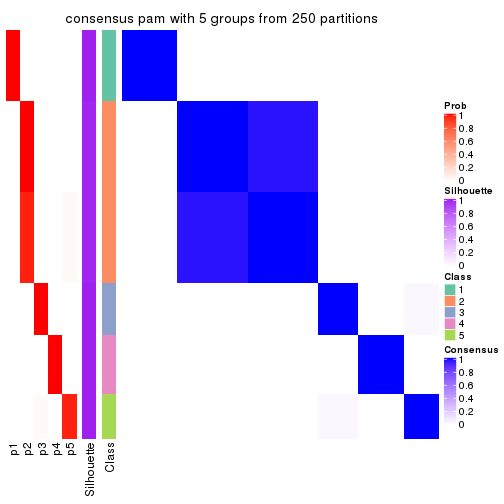 consensus pam with 5 groups from 250 partitions
Prob
1
0.8
0.6
0.4
0.2
0
Silhouette
1
0.8
0.6
0.4
0.2
0
Class
1
2
3
4
5
Consensus
1
0.8
0.6
0.4
0.2
0
p1
p2
p3
p4
p5
Silhouette
Class